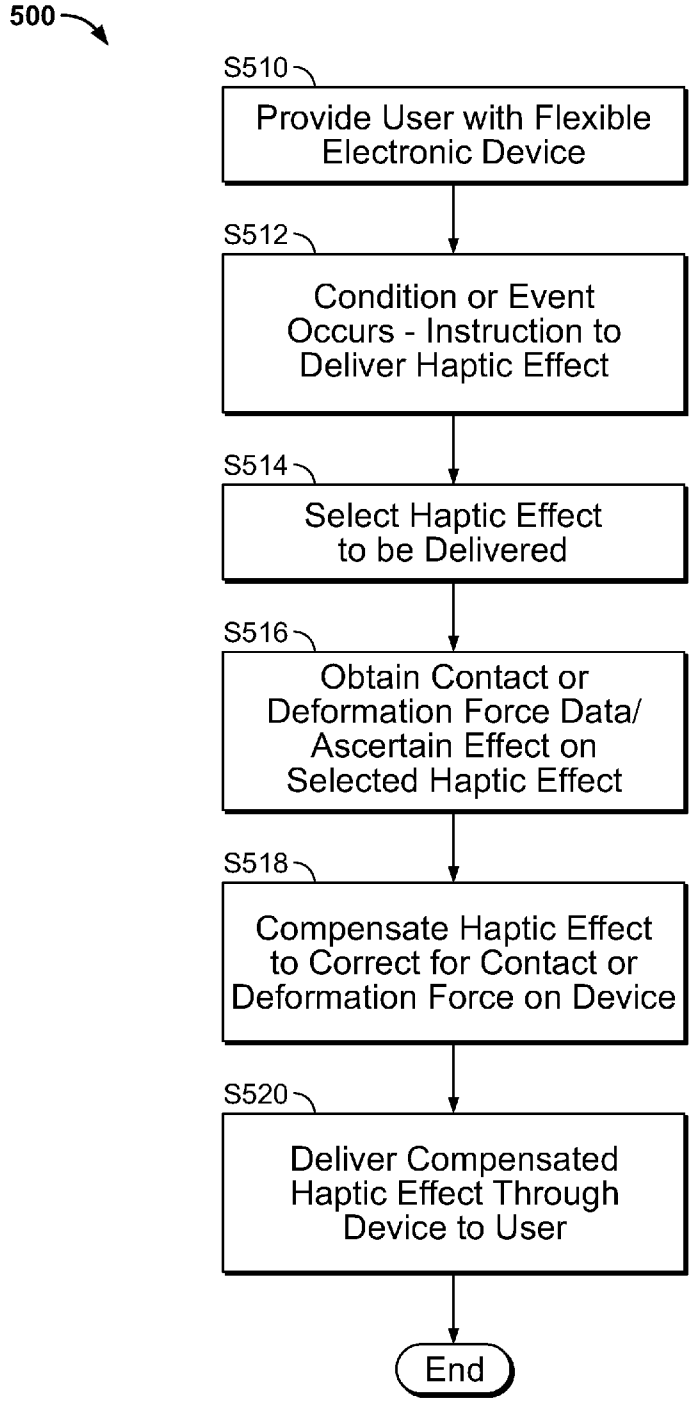 500
S510
Provide User with Flexible
Electronic Device
S512
Condition or Event
Occurs - Instruction to
Deliver Haptic Effect
S514
Select Haptic Effect
to be Delivered
S516
Obtain Contact or
Deformation Force Data/
Ascertain Effect on
Selected Haptic Effect
S518
Compensate Haptic Effect
to Correct for Contact or
Deformation Force on Device
S520
Deliver Compensated
Haptic Effect Through
Device to User
End